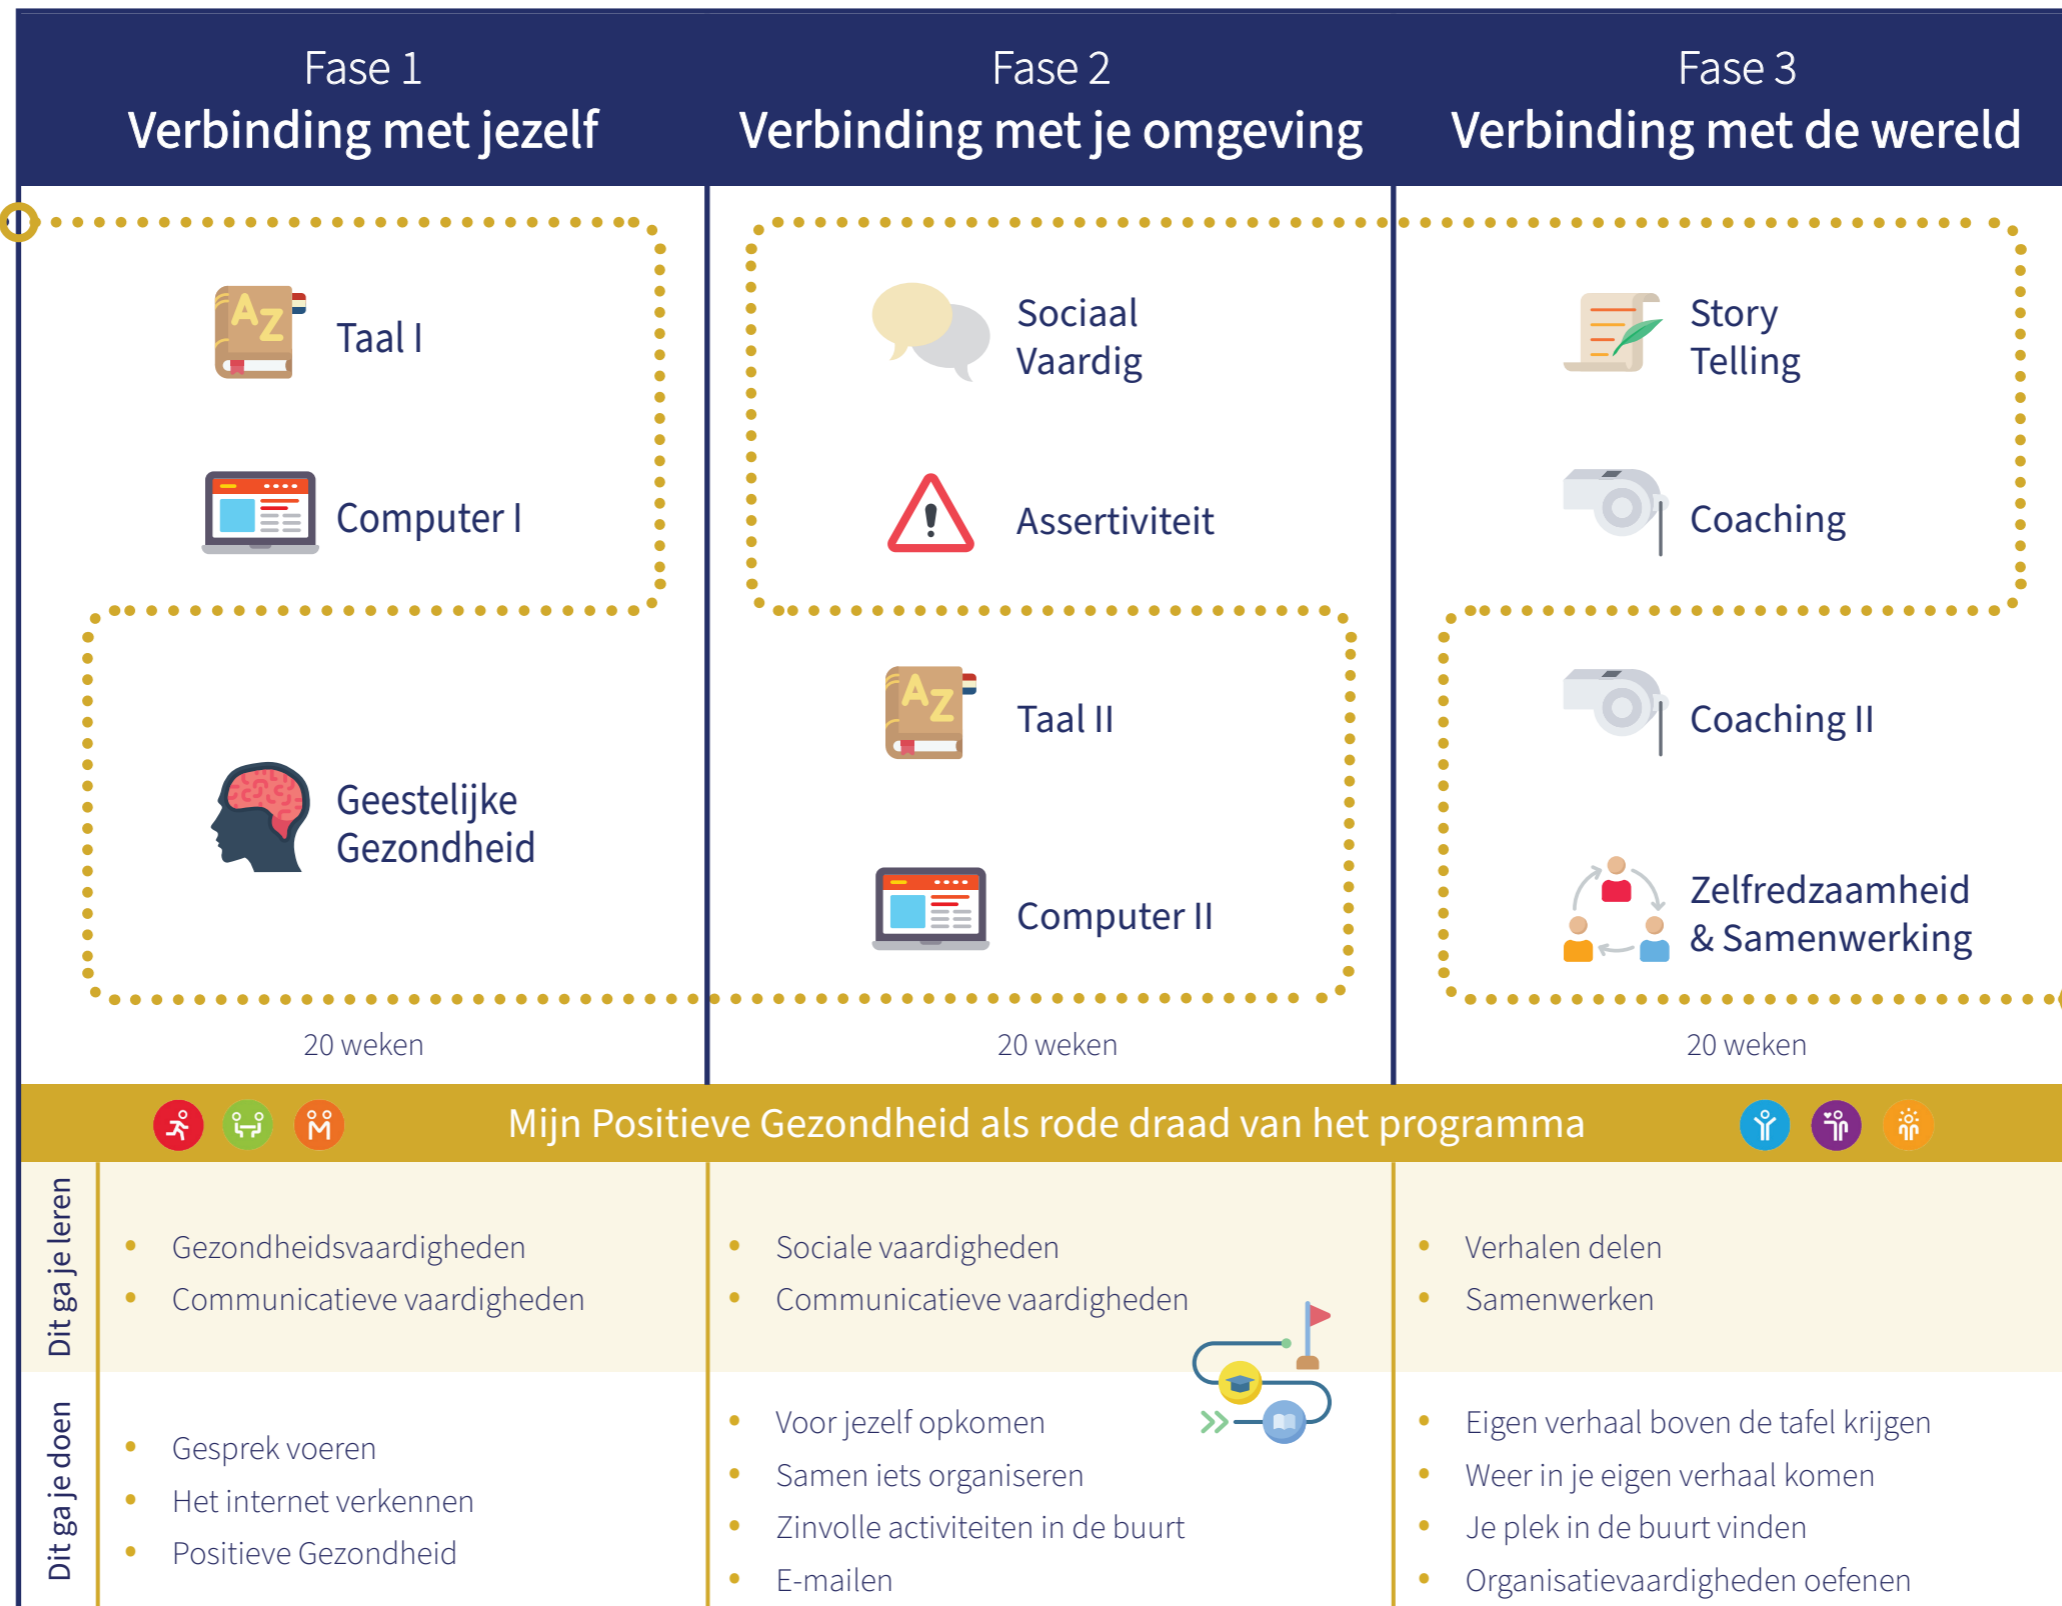 Fase 1
Verbinding met jezelf
Fase 2
Verbinding met je omgeving
Fase 3
Verbinding met de wereld
AZ
Taal I
Computer I
Geestelijke
Gezondheid
20 weken
Sociaal
Vaardig
Assertiviteit
AZ
Taal II
Computer II
20 weken
Story
Telling
Coaching
Coaching II
Zelfredzaamheid
& Samenwerking
20 weken
Mijn Positieve Gezondheid als rode draad van het programma
Dit ga je leren
• Gezondheidsvaardigheden
• Communicatieve vaardigheden
• Sociale vaardigheden
• Communicatieve vaardigheden
• Verhalen delen
• Samenwerken
Dit ga je doen
• Gesprek voeren
• Het internet verkennen
• Positieve Gezondheid
• Voor jezelf opkomen
• Samen iets organiseren
• Zinvolle activiteiten in de buurt
• E-mailen
• Eigen verhaal boven de tafel krijgen
• Weer in je eigen verhaal komen
• Je plek in de buurt vinden
• Organisatievaardigheden oefenen